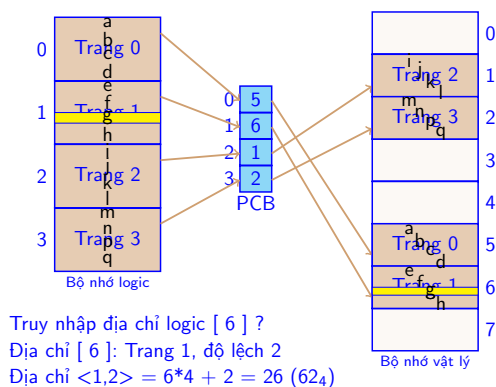 0
a
b
Trang 0
c
d
1
e
f
Trang 1
g
h
2
i
j
Trang 2
k
l
3
m
n
Trang 3
p
q
Bộ nhớ logic
0 5
1 6
2 1
3 2
PCB
0
1
i
j
Trang 2
k
l
2
m
n
Trang 3
p
q
3
4
5
a
b
Trang 0
c
d
6
e
f
Trang 1
g
h
7
Bộ nhớ vật lý
Truy nhập địa chỉ logic [ 6 ] ?
Địa chỉ [ 6 ]: Trang 1, độ lệch 2
Địa chỉ <1,2> = 6*4 + 2 = 26 (62₄)